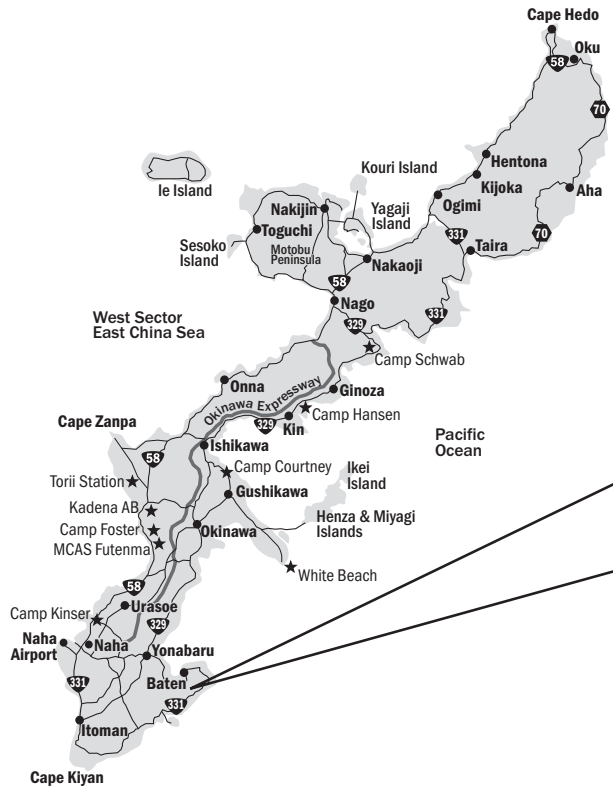 Cape Hedo
Oku
58
70
Hentona
Kouri Island
Kijoka
Ie Island
Aha
Nakijin
Yagaji
Island
Ogimi
Toguchi
331
70
Sesoko
Island
Motobu
Peninsula
Taira
Nakaoji
58
Nago
331
West Sector
East China Sea
329
Camp Schwab
Onna
Okinawa Expressway
Ginoza
Camp Hansen
Cape Zanpa
329
Kin
Pacific
Ocean
Ishikawa
58
Camp Courtney
Ikei
Island
Torii Station
Gushikawa
Kadena AB
Henza & Miyagi
Islands
Camp Foster
Okinawa
MCAS Futenma
White Beach
58
Urasoe
Camp Kinser
329
Naha
Airport
Naha
Yonabaru
331
Baten
331
Itoman
Cape Kiyan